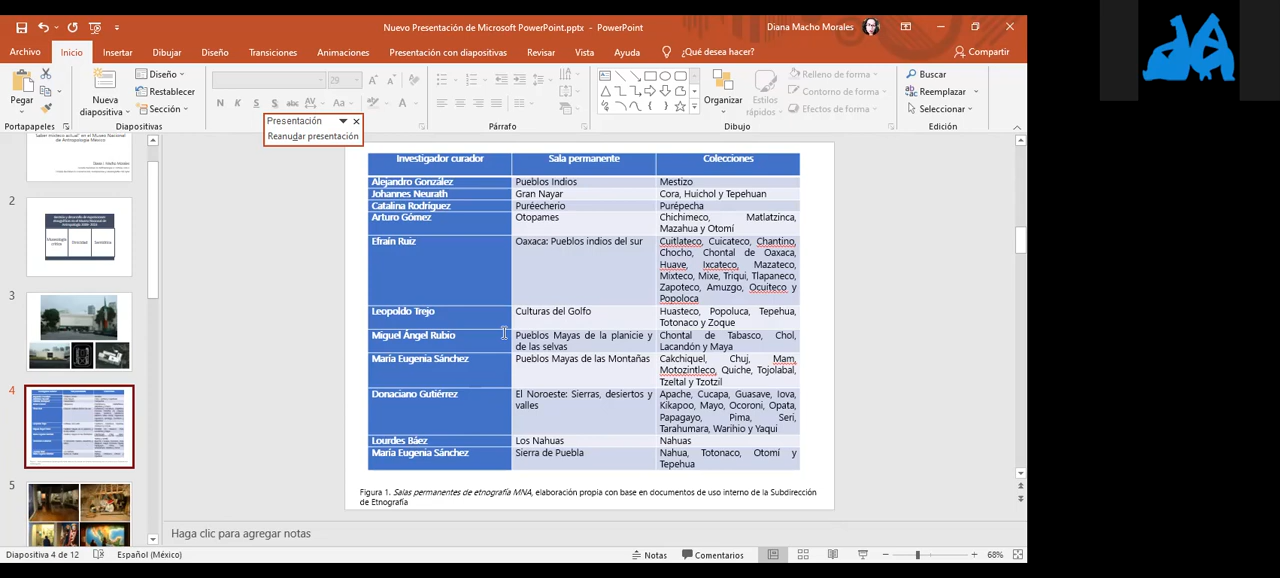 Nuevo Presentación de Microsoft PowerPoint.pptx - PowerPoint
Diana Macho Morales
Archivo Inicio Insertar Dibujar Diseño Transiciones Animaciones Presentación con diapositivas Revisar Vista Ayuda ¿Qué desea hacer? Compartir
Pegar
Nueva diapositiva
Diseño
Restablecer
Sección
29
N K S S abc AV Aa A
Organizar
Estilos rápidos
Relleno de forma
Contorno de forma
Efectos de forma
Buscar
Reemplazar
Seleccionar
Portapapeles Diapositivas Párrafo Dibujo Edición
Presentación
Reanudar presentación
2
3
4
5
Investigador curador Sala permanente Colecciones
Alejandro González Pueblos Indios Mestizo
Johannes Neurath Gran Nayar Cora, Huichol y Tepehuan
Catalina Rodríguez Puréecherio Purépecha
Arturo Gómez Otopames Chichimeco, Matlatzinca,
Mazahua y Otomí
Efraín Ruiz Oaxaca: Pueblos indios del sur Cuitlateco, Cuicateco, Chantino,
Chocho, Chontal de Oaxaca,
Huave, Ixcateco, Mazateco,
Mixteco, Mixe, Triqui, Tlapaneco,
Zapoteco, Amuzgo, Ocuiteco y
Popoloca
Leopoldo Trejo Culturas del Golfo Huasteco, Popoluca, Tepehua,
Totonaco y Zoque
Miguel Ángel Rubio Pueblos Mayas de la planicie y Chontal de Tabasco, Chol,
de las selvas Lacandón y Maya
María Eugenia Sánchez Pueblos Mayas de las Montañas Cakchiquel, Chuj, Mam,
Motozintleco, Quiche, Tojolabal,
Tzeltal y Tzotzil
Donaciano Gutiérrez El Noroeste: Sierras, desiertos y Apache, Cucapa, Guasave, Iova,
valles Kikapoo, Mayo, Ocoroni, Opata,
Papagayo, Pima, Seri,
Tarahumara, Warihio y Yaqui
Lourdes Báez Los Nahuas Nahuas
María Eugenia Sánchez Sierra de Puebla Nahua, Totonaco, Otomí y
Tepehua
Figura 1. Salas permanentes de etnografía MNA, elaboración propia con base en documentos de uso interno de la Subdirección
de Etnografía
Haga clic para agregar notas
Diapositiva 4 de 12 Español (México) Notas Comentarios 68%